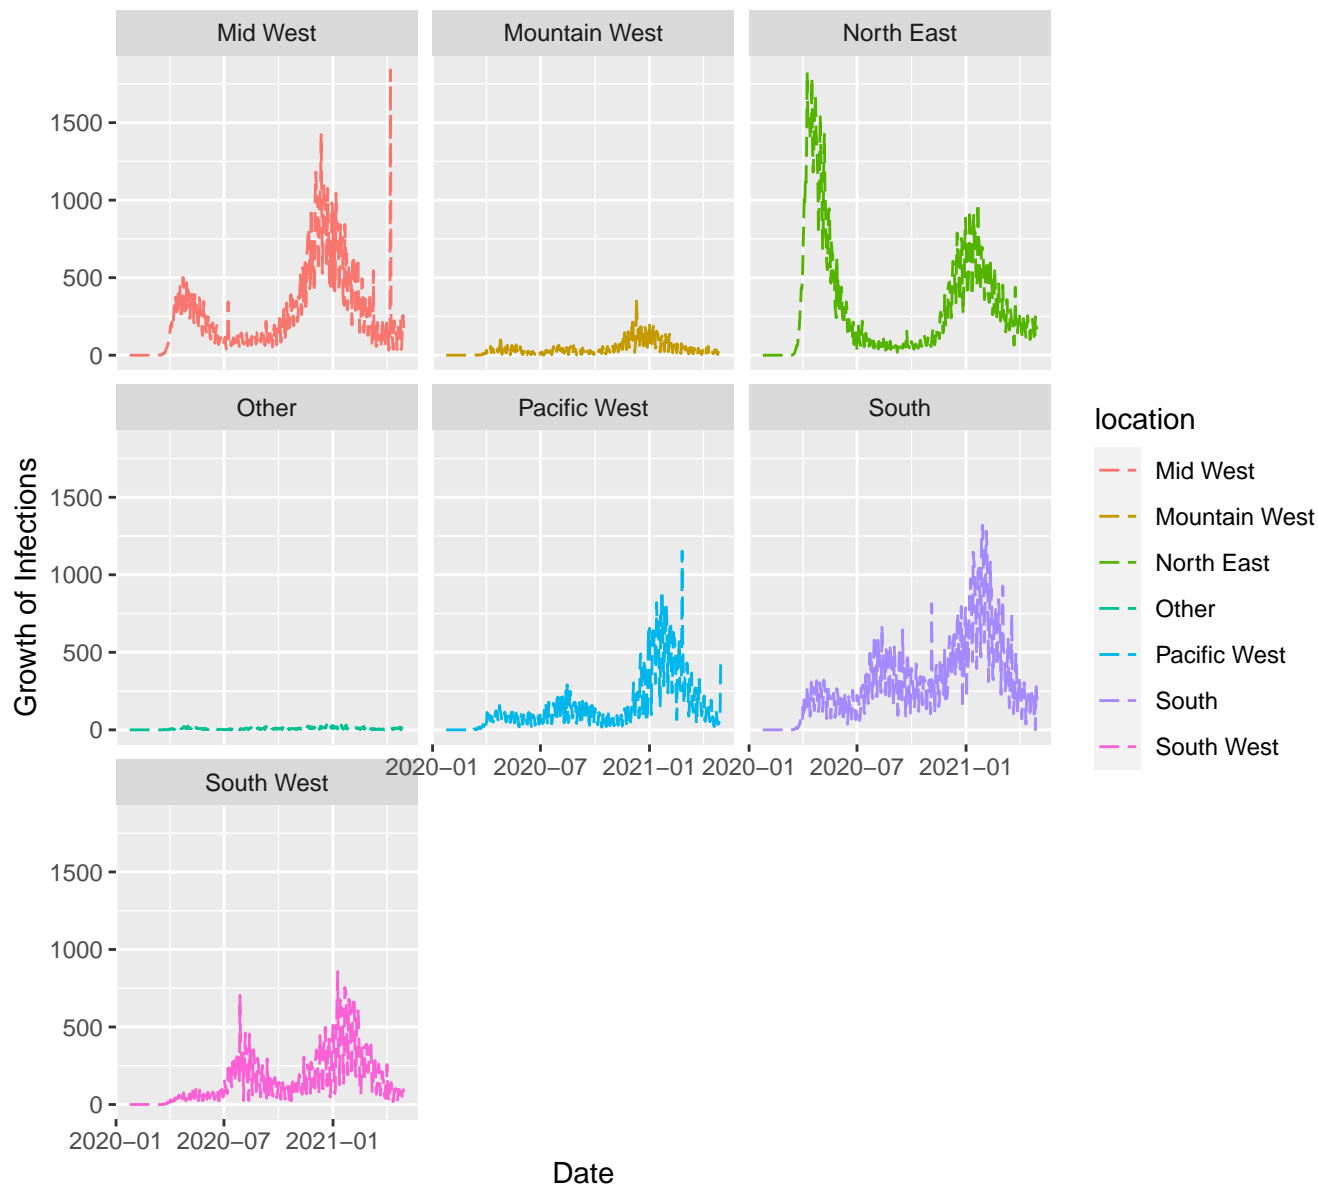 Mid West
Mountain West
North East
1500
1000
500
0
Other
Pacific West
South
1500
1000
500
0
2020−01 2020−07 2021−01
2020−01 2020−07 2021−01
South West
1500
1000
500
0
2020−01 2020−07 2021−01
Date
Growth of Infections
location
Mid West
Mountain West
North East
Other
Pacific West
South
South West